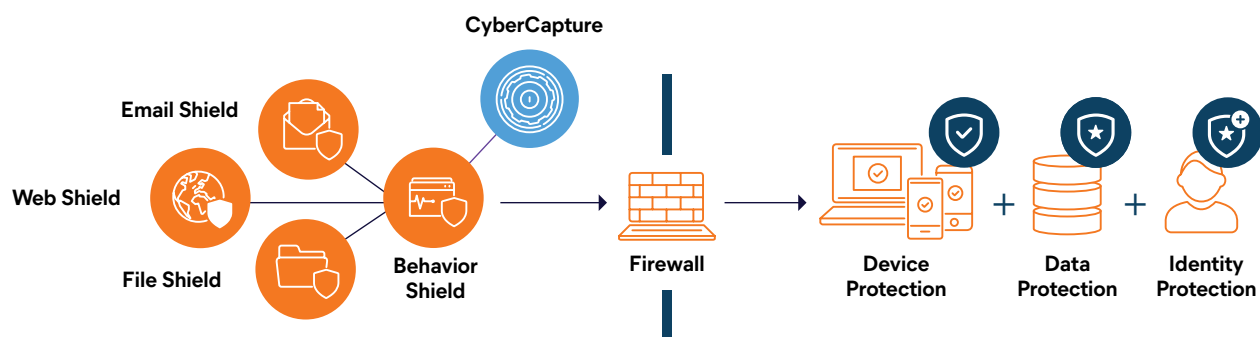 CyberCapture
Email Shield
Web Shield
File Shield
Behavior
Shield
Firewall
Device
Protection
Data
Protection
Identity
Protection